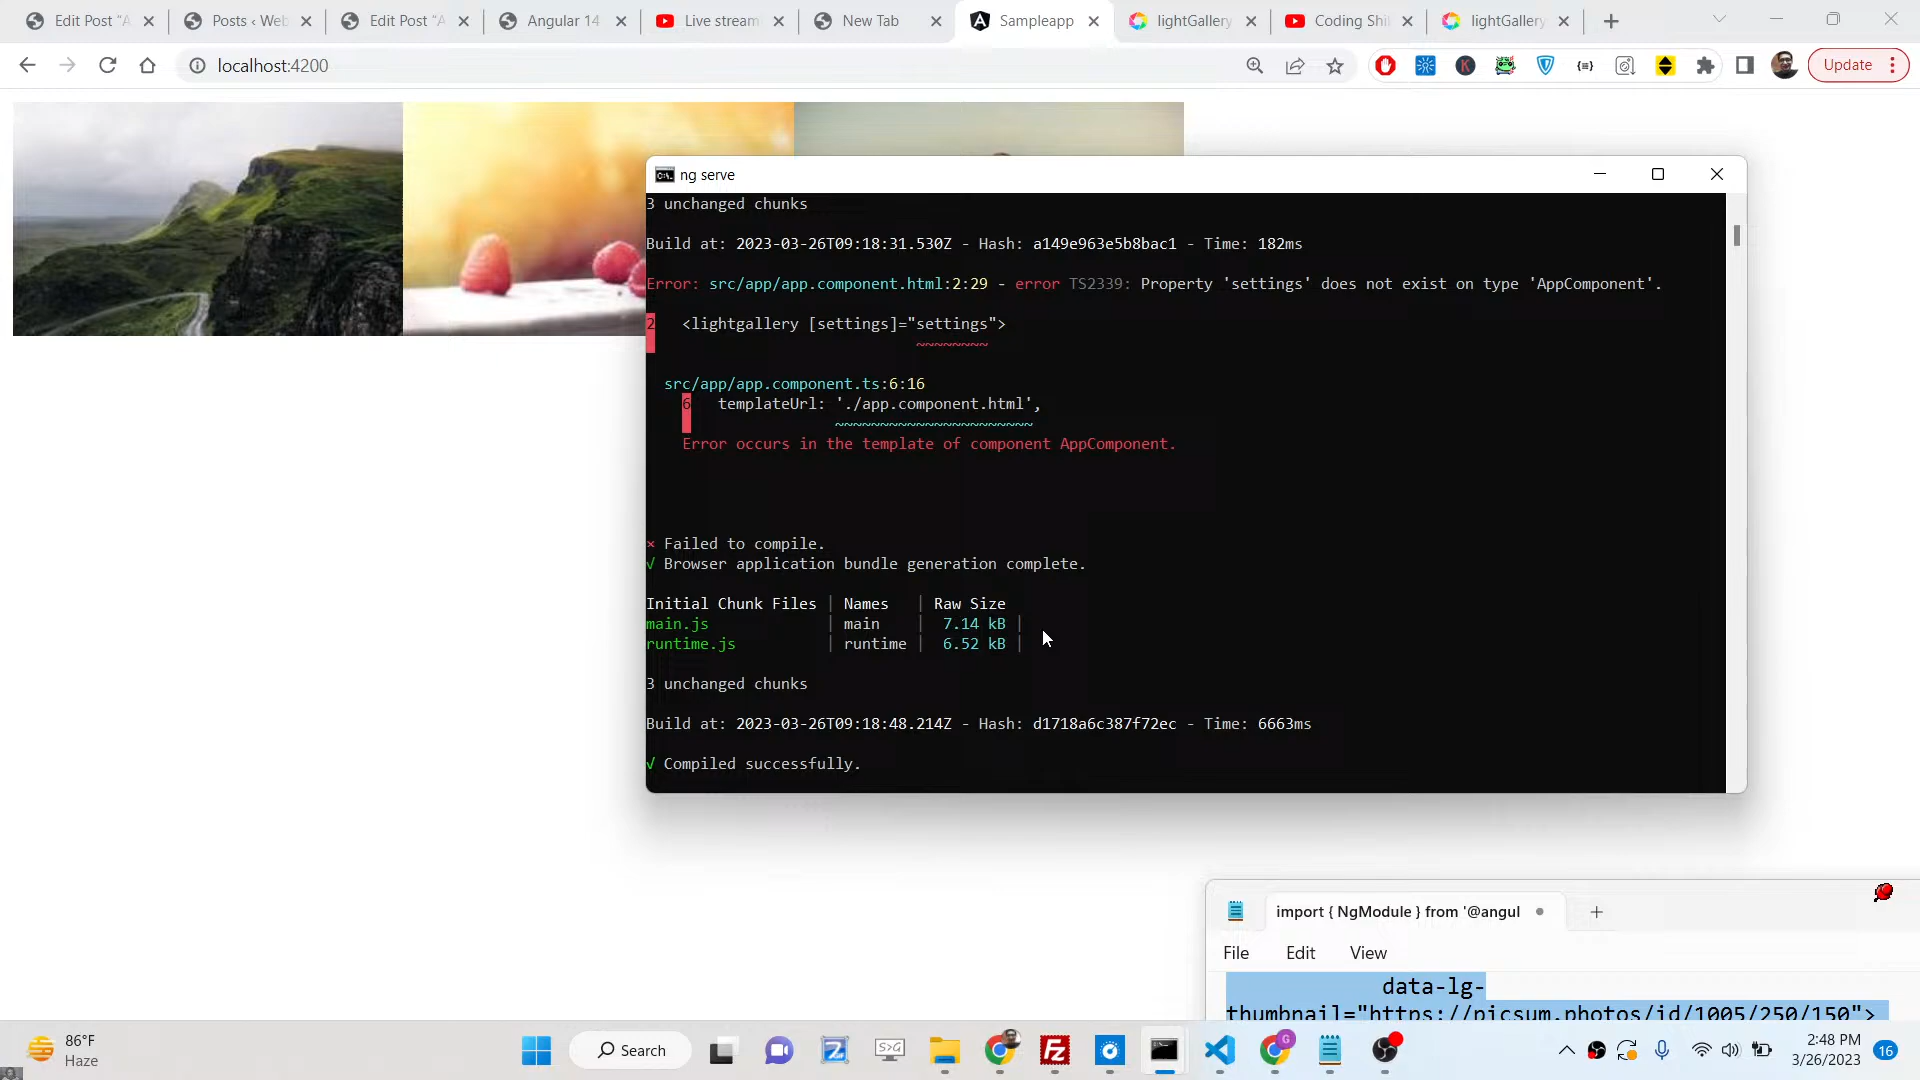 Edit Post "A
Posts ‹ Web
Edit Post "A
Angular 14
Live stream
New Tab
Sampleapp
lightGallery
Coding Shi
lightGallery
localhost:4200
Update
ng serve
3 unchanged chunks
Build at: 2023-03-26T09:18:31.530Z - Hash: a149e963e5b8bac1 - Time: 182ms
Error: src/app/app.component.html:2:29 - error TS2339: Property 'settings' does not exist on type 'AppComponent'.
2 <lightgallery [settings]="settings">
~~~~~~~~
src/app/app.component.ts:6:16
6 templateUrl: './app.component.html',
~~~~~~~~~~~~~~~~~~~~~~
Error occurs in the template of component AppComponent.
× Failed to compile.
√ Browser application bundle generation complete.
Initial Chunk Files | Names | Raw Size
main.js | main | 7.14 kB |
runtime.js | runtime | 6.52 kB |
3 unchanged chunks
Build at: 2023-03-26T09:18:48.214Z - Hash: d1718a6c387f72ec - Time: 6663ms
√ Compiled successfully.
import { NgModule } from '@angul
File Edit View
data-lg-
thumbnail="https://picsum.photos/id/1005/250/150">
86°F
Haze
Search
2:48 PM
3/26/2023
16